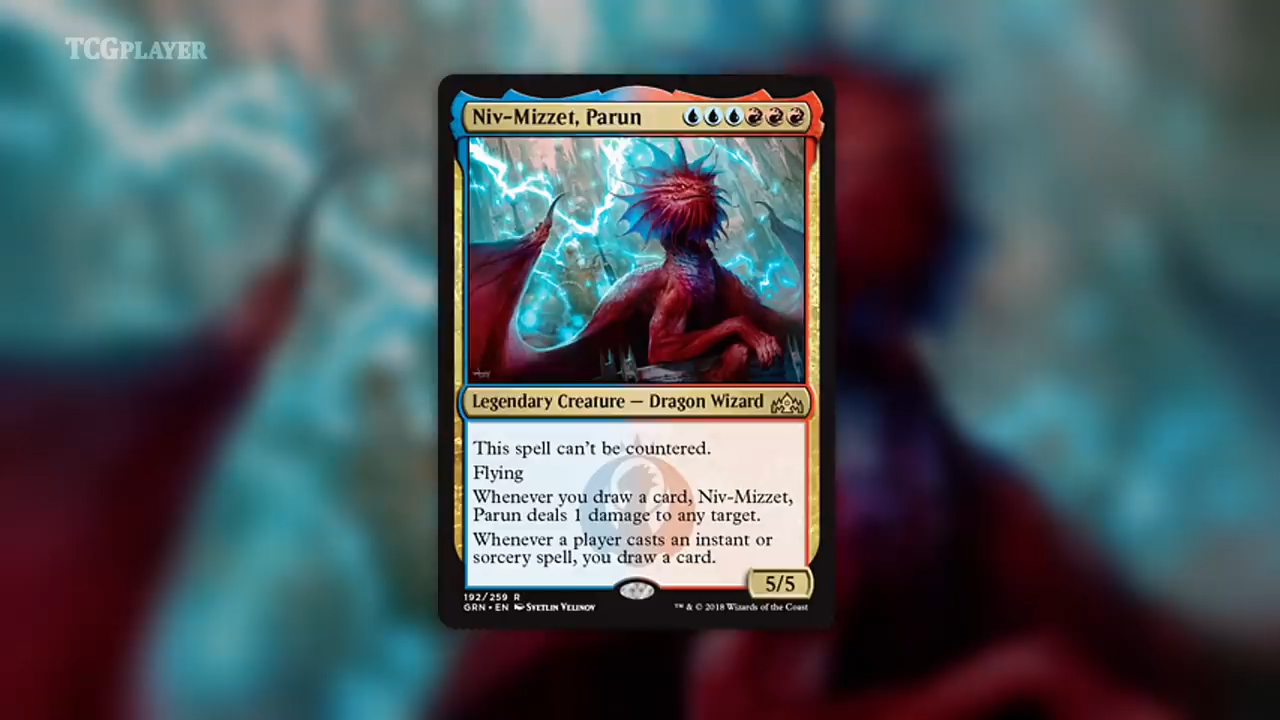 TCGPLAYER
Niv-Mizzet, Parun
Legendary Creature — Dragon Wizard
This spell can't be countered.
Flying
Whenever you draw a card, Niv-Mizzet,
Parun deals 1 damage to any target.
Whenever a player casts an instant or
sorcery spell, you draw a card.
5/5
192/259 R
GRN • EN Svetlin Velinov
™ & © 2018 Wizards of the Coast